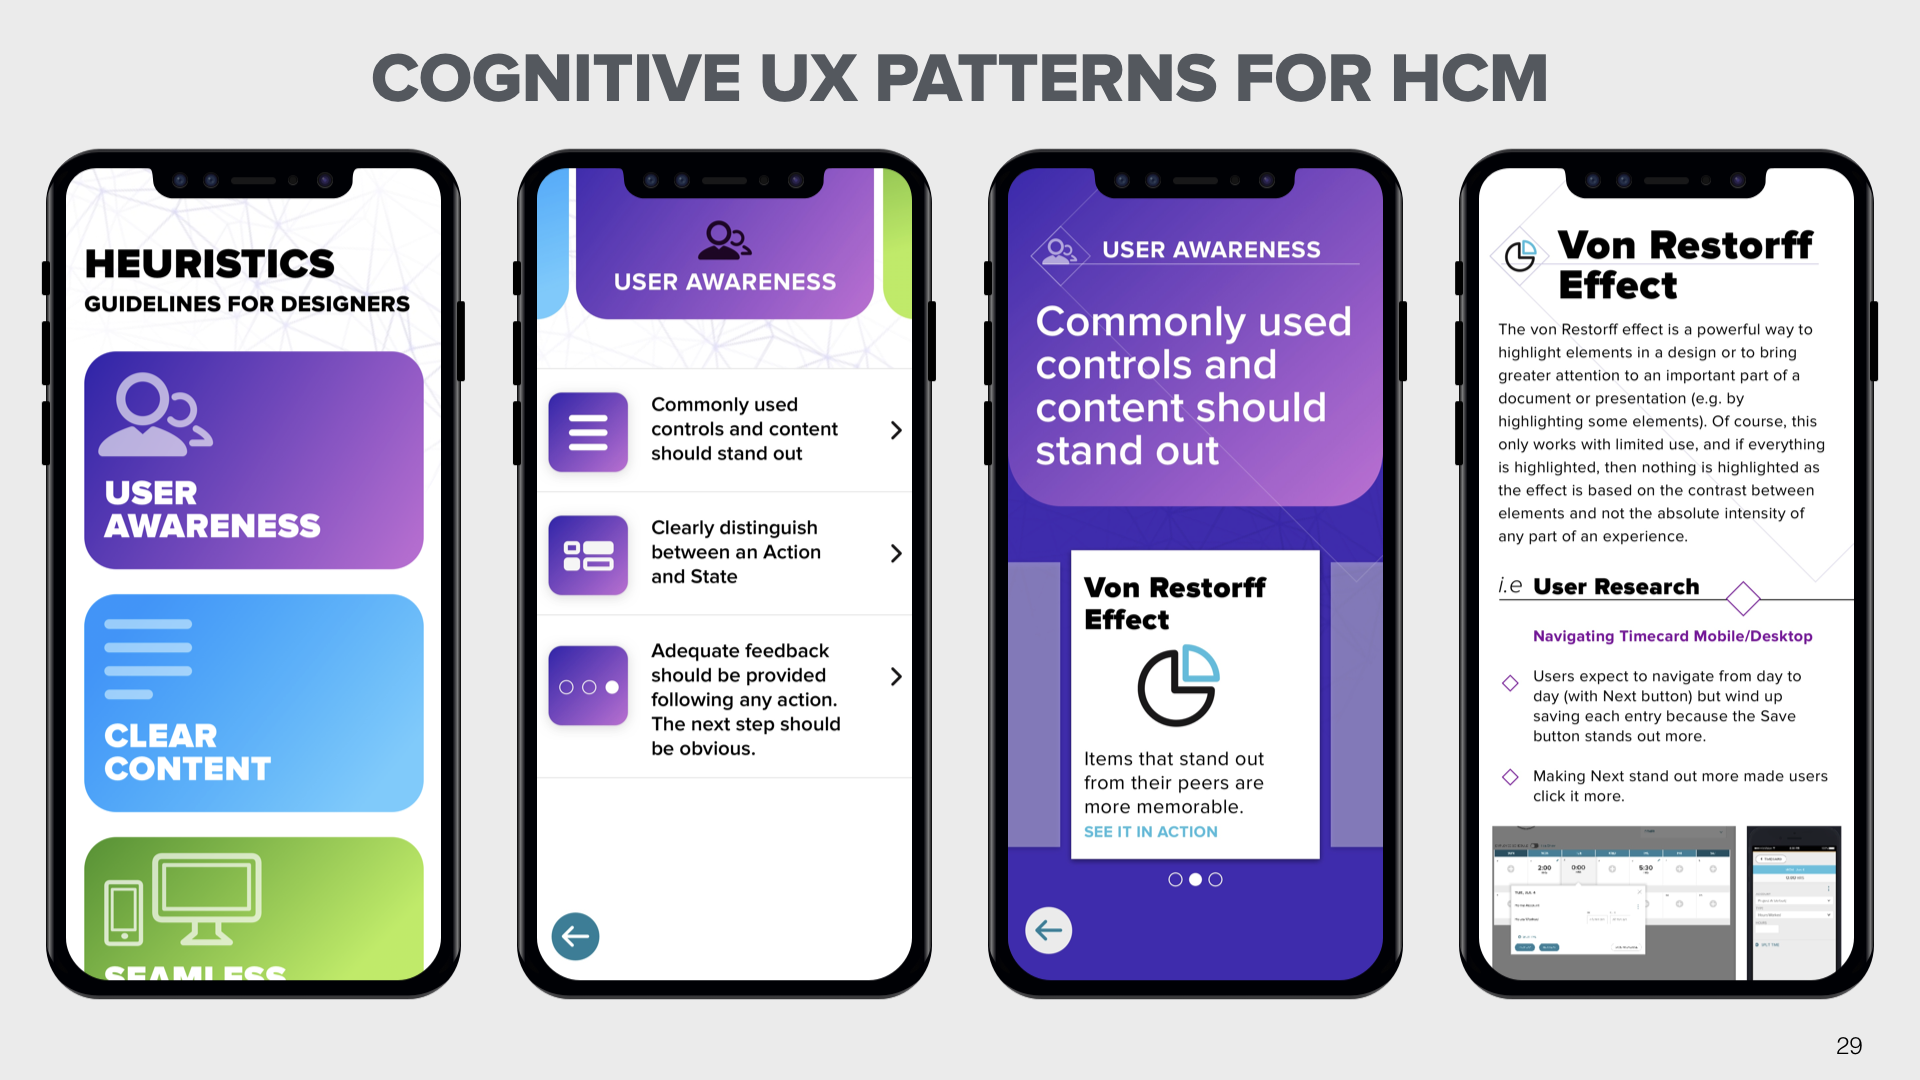 COGNITIVE UX PATTERNS FOR HCM
HEURISTICS
GUIDELINES FOR DESIGNERS
USER
AWARENESS
CLEAR
CONTENT
SEAMLESS
USER AWARENESS
Commonly used
controls and content
should stand out
Clearly distinguish
between an Action
and State
Adequate feedback
should be provided
following any action.
The next step should
be obvious.
USER AWARENESS
Commonly used
controls and
content should
stand out
Von Restorff
Effect
Items that stand out
from their peers are
more memorable.
SEE IT IN ACTION
Von Restorff
Effect
The von Restorff effect is a powerful way to
highlight elements in a design or to bring
greater attention to an important part of a
document or presentation (e.g. by
highlighting some elements). Of course, this
only works with limited use, and if everything
is highlighted, then nothing is highlighted as
the effect is based on the contrast between
elements and not the absolute intensity of
any part of an experience.
i.e User Research
Navigating Timecard Mobile/Desktop
Users expect to navigate from day to
day (with Next button) but wind up
saving each entry because the Save
button stands out more.
Making Next stand out more made users
click it more.
2:00
0:00
5:30
29